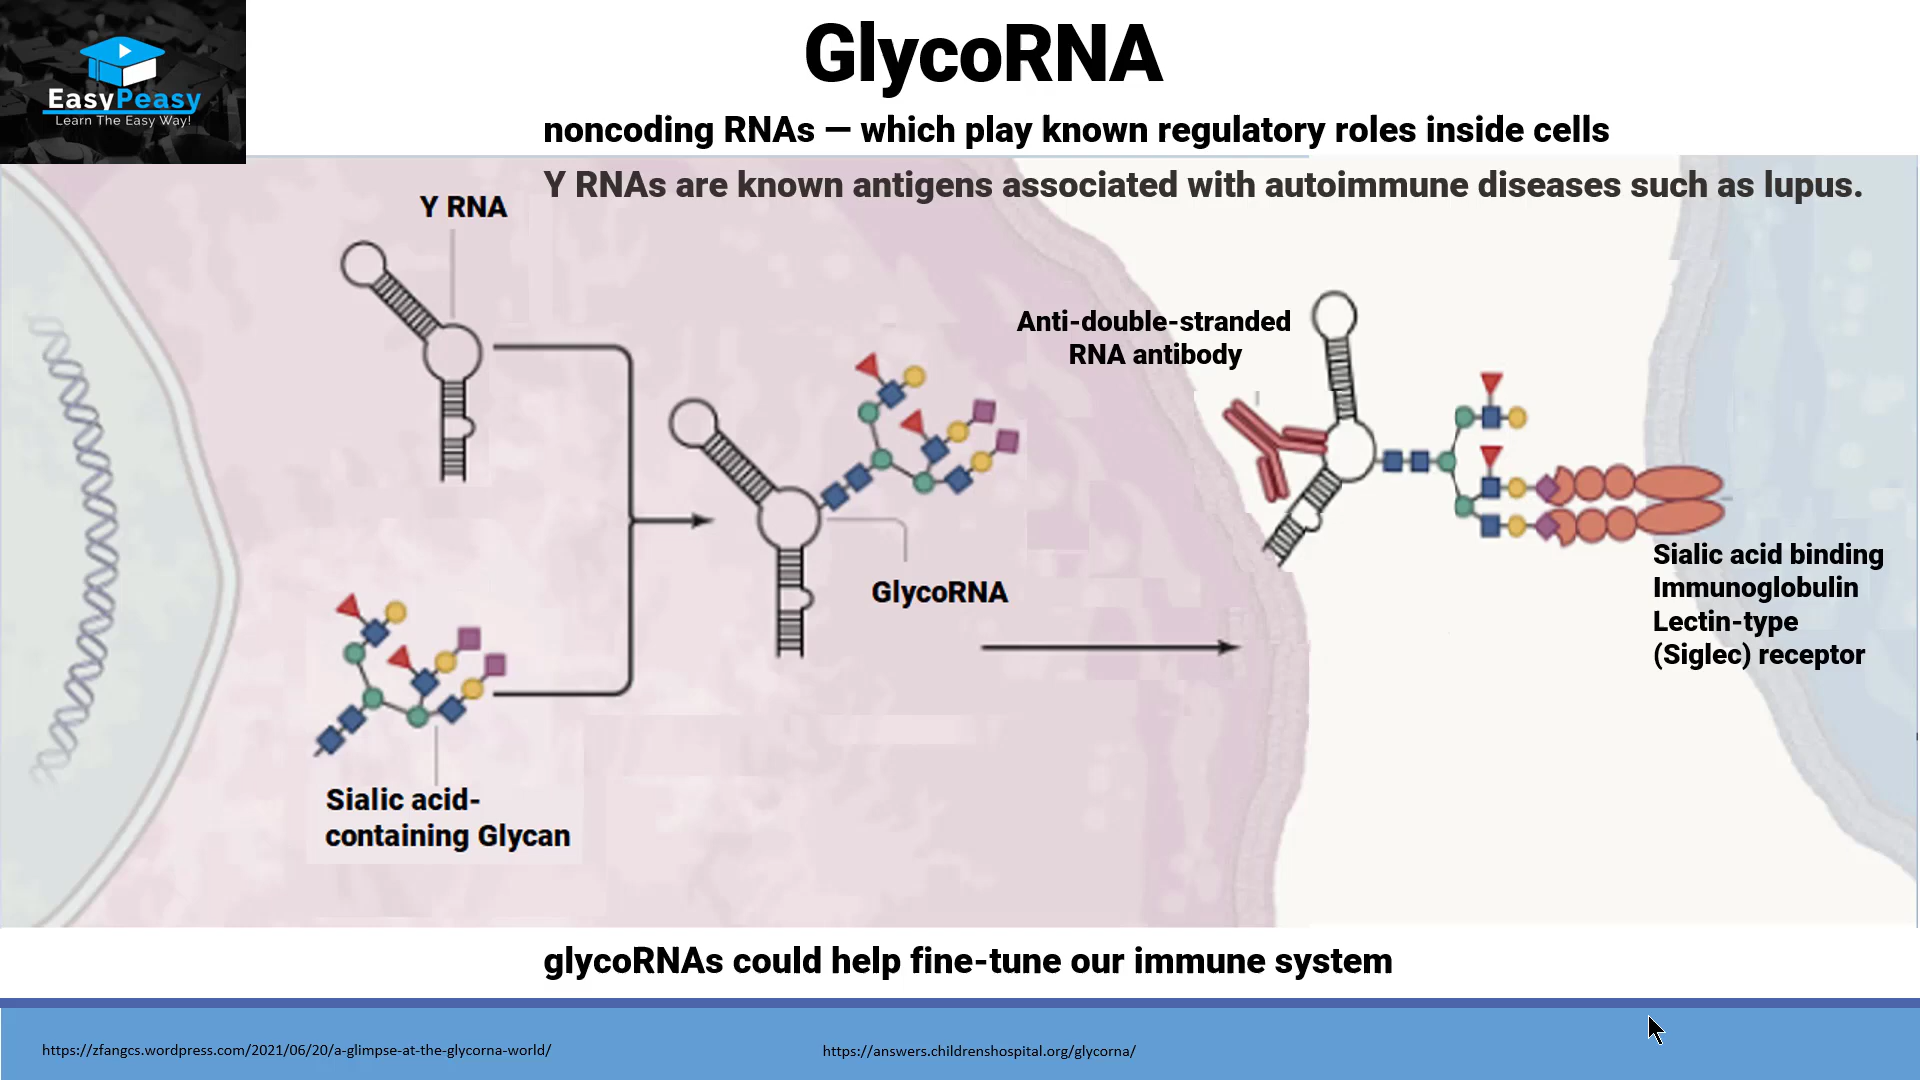 GlycoRNA
EasyPeasy
Learn The Easy Way!
noncoding RNAs — which play known regulatory roles inside cells
Y RNAs are known antigens associated with autoimmune diseases such as lupus.
Y RNA
Anti-double-stranded
RNA antibody
GlycoRNA
Sialic acid binding
Immunoglobulin
Lectin-type
(Siglec) receptor
Sialic acid-
containing Glycan
glycoRNAs could help fine-tune our immune system
https://zfangcs.wordpress.com/2021/06/20/a-glimpse-at-the-glycorna-world/
https://answers.childrenshospital.org/glycorna/